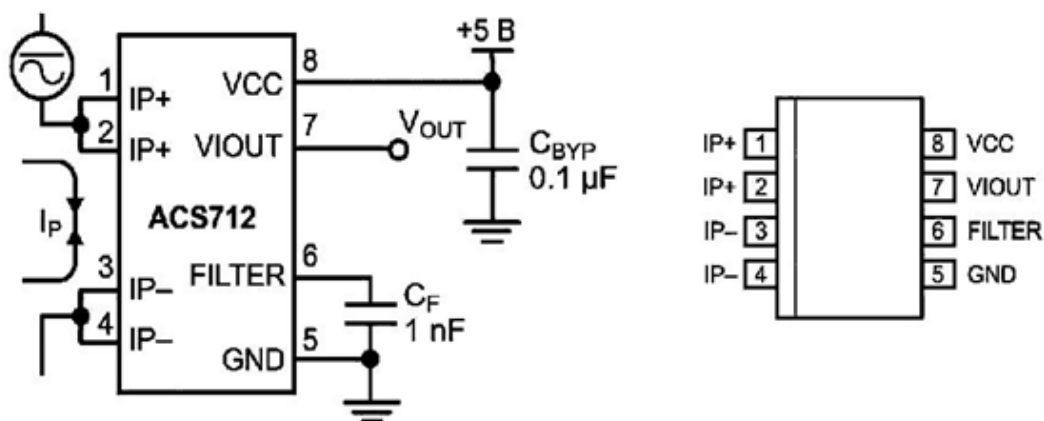 +5 В
1
IP+
VCC
8
2
IP+
VIOUT
7
VOUT
CBYP
0.1 µF
IP
ACS712
3
IP–
FILTER
6
CF
1 nF
4
IP–
GND
5
IP+ 1
8 VCC
IP+ 2
7 VIOUT
IP– 3
6 FILTER
IP– 4
5 GND